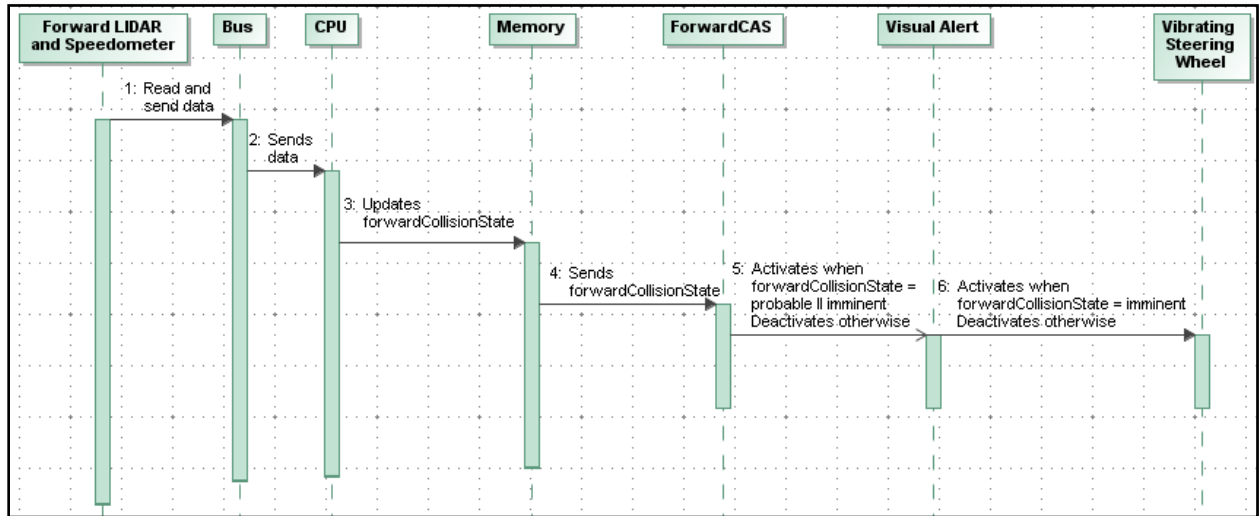 Forward LIDAR
and Speedometer
Bus
CPU
Memory
ForwardCAS
Visual Alert
Vibrating
Steering
Wheel
1: Read and
send data
2: Sends
data
3: Updates
forwardCollisionState
4: Sends
forwardCollisionState
5: Activates when
forwardCollisionState =
probable II imminent
Deactivates otherwise
6: Activates when
forwardCollisionState = imminent
Deactivates otherwise